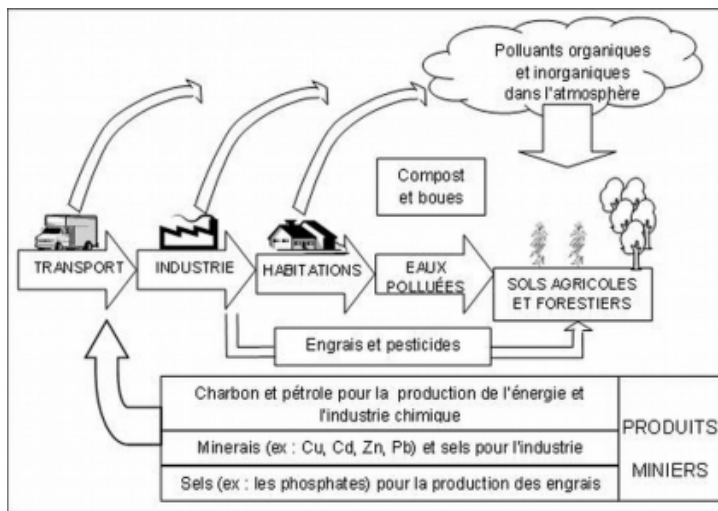 Polluants organiques
et inorganiques
dans l'atmosphère
Compost
et boues
TRANSPORT
INDUSTRIE
HABITATIONS
EAUX
POLLUÉES
SOLS AGRICOLES
ET FORESTIERS
Engrais et pesticides
Charbon et pétrole pour la production de l'énergie et
l'industrie chimique
Minerais (ex : Cu, Cd, Zn, Pb) et sels pour l'industrie
Sels (ex : les phosphates) pour la production des engrais
PRODUITS
MINIERS